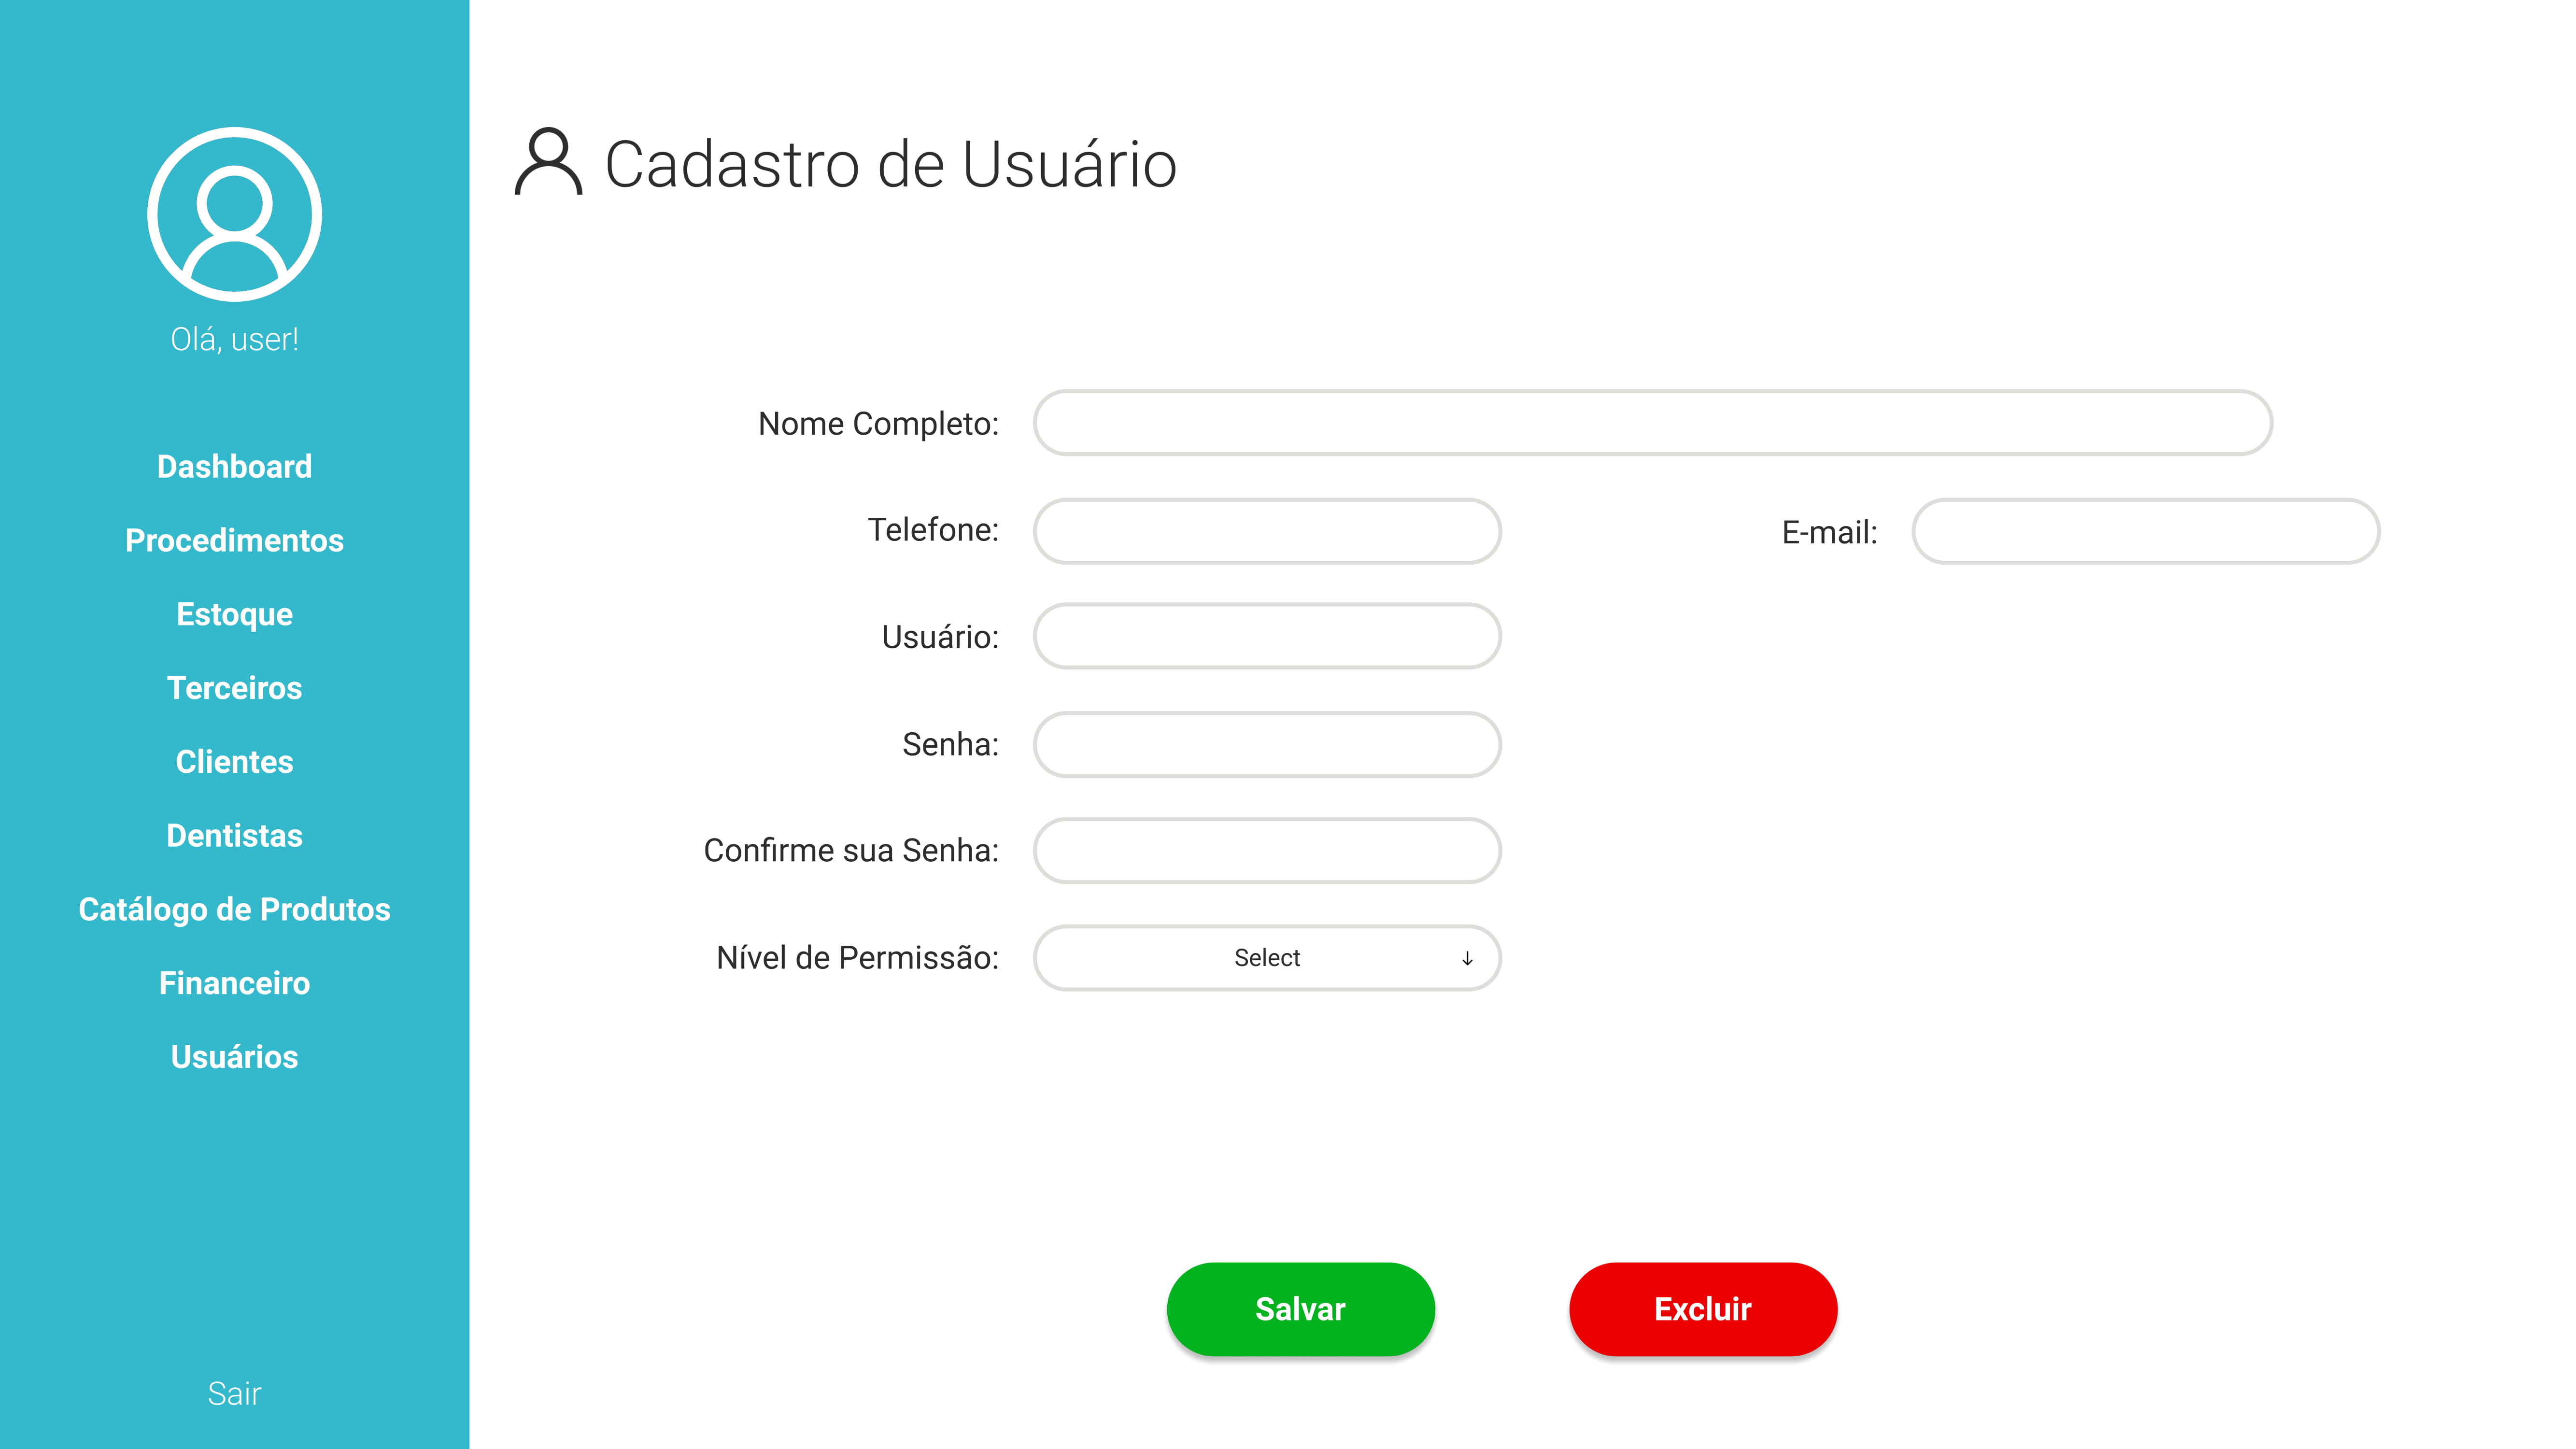 Olá, user!
Dashboard
Procedimentos
Estoque
Terceiros
Clientes
Dentistas
Catálogo de Produtos
Financeiro
Usuários
Sair
Cadastro de Usuário
Nome Completo:
Telefone:
E-mail:
Usuário:
Senha:
Confirme sua Senha:
Nível de Permissão:
Select
Salvar
Excluir